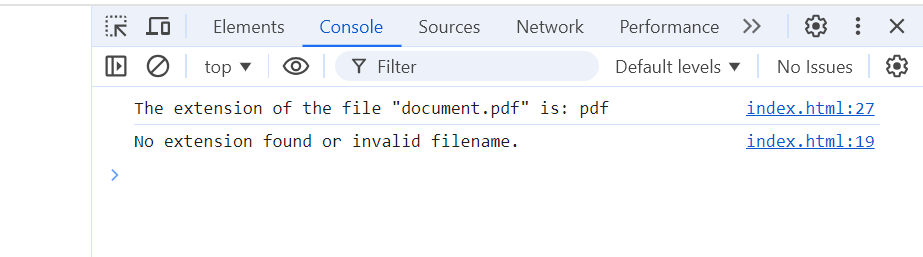 Elements Console Sources Network Performance
top Filter Default levels No Issues
The extension of the file "document.pdf" is: pdf index.html:27
No extension found or invalid filename. index.html:19